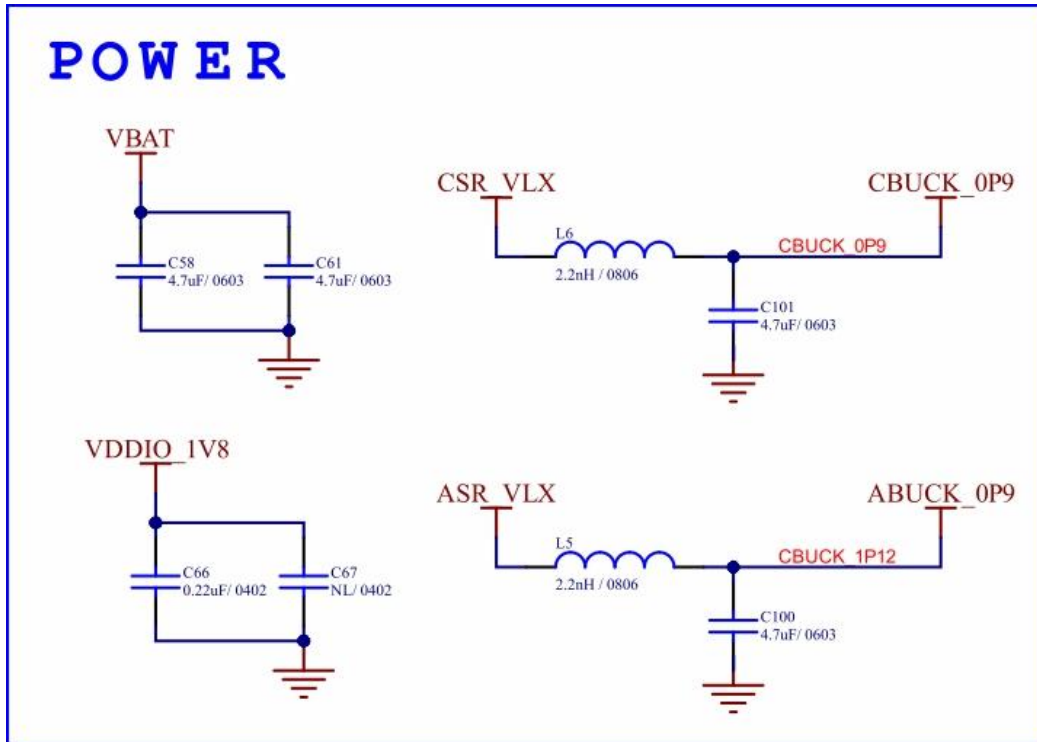 POWER
VBAT
C58
4.7uF/ 0603
C61
4.7uF/ 0603
CSR_VLX
CBUCK_0P9
L6
2.2nH / 0806
CBUCK_0P9
C101
4.7uF/ 0603
VDDIO_1V8
C66
0.22uF/ 0402
C67
NL/ 0402
ASR_VLX
ABUCK_0P9
L5
2.2nH / 0806
CBUCK_1P12
C100
4.7uF/ 0603